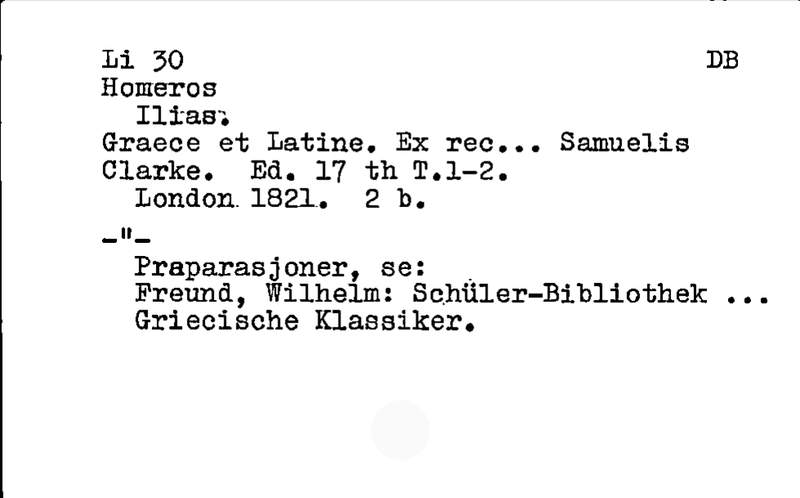 Li 30 DB
Homeros
Ilias.
Graece et Latine. Ex rec... Samuelis
Clarke. Ed. 17 th T.1-2.
London 1821. 2 b.
_"_
Praparasjoner, se:
Freund, Wilhelm: Schüler-Bibliothek ...
Griecische Klassiker.